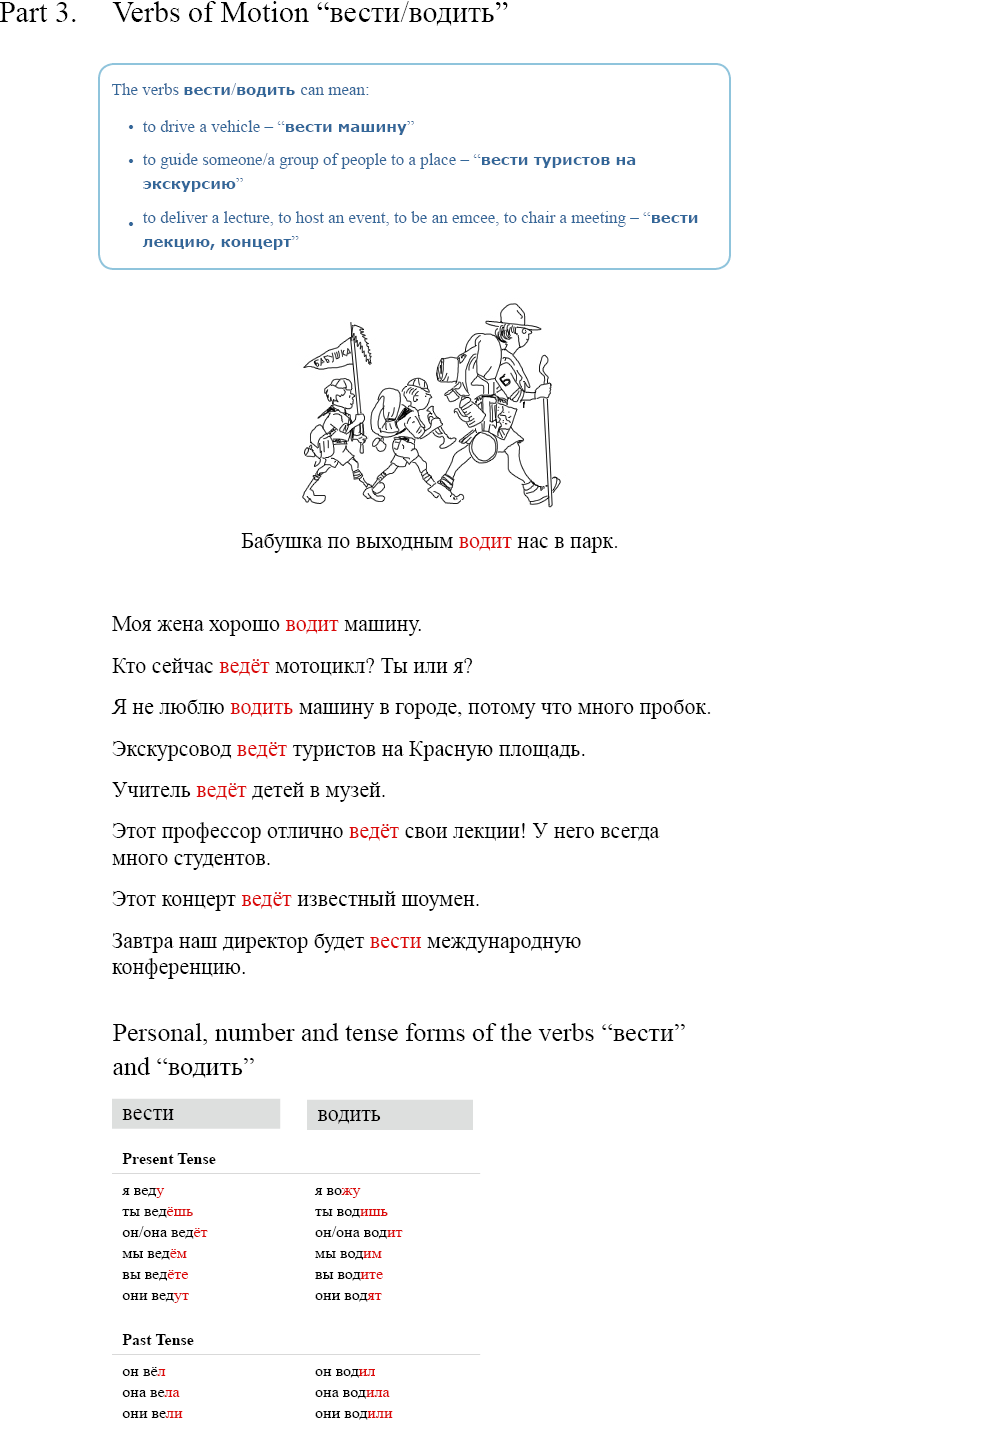 Part 3. Verbs of Motion “вести/водить”
The verbs вести/водить can mean:
• to drive a vehicle – “вести машину”
• to guide someone/a group of people to a place – “вести туристов на
экскурсию”
• to deliver a lecture, to host an event, to be an emcee, to chair a meeting – “вести
лекцию, концерт”
БАБУШКА
Б
Бабушка по выходным водит нас в парк.
Моя жена хорошо водит машину.
Кто сейчас ведёт мотоцикл? Ты или я?
Я не люблю водить машину в городе, потому что много пробок.
Экскурсовод ведёт туристов на Красную площадь.
Учитель ведёт детей в музей.
Этот профессор отлично ведёт свои лекции! У него всегда
много студентов.
Этот концерт ведёт известный шоумен.
Завтра наш директор будет вести международную
конференцию.
Personal, number and tense forms of the verbs “вести”
and “водить”
вести водить
Present Tense
я веду я вожу
ты ведёшь ты водишь
он/она ведёт он/она водит
мы ведём мы водим
вы ведёте вы водите
они ведут они водят
Past Tense
он вёл он водил
она вела она водила
они вели они водили